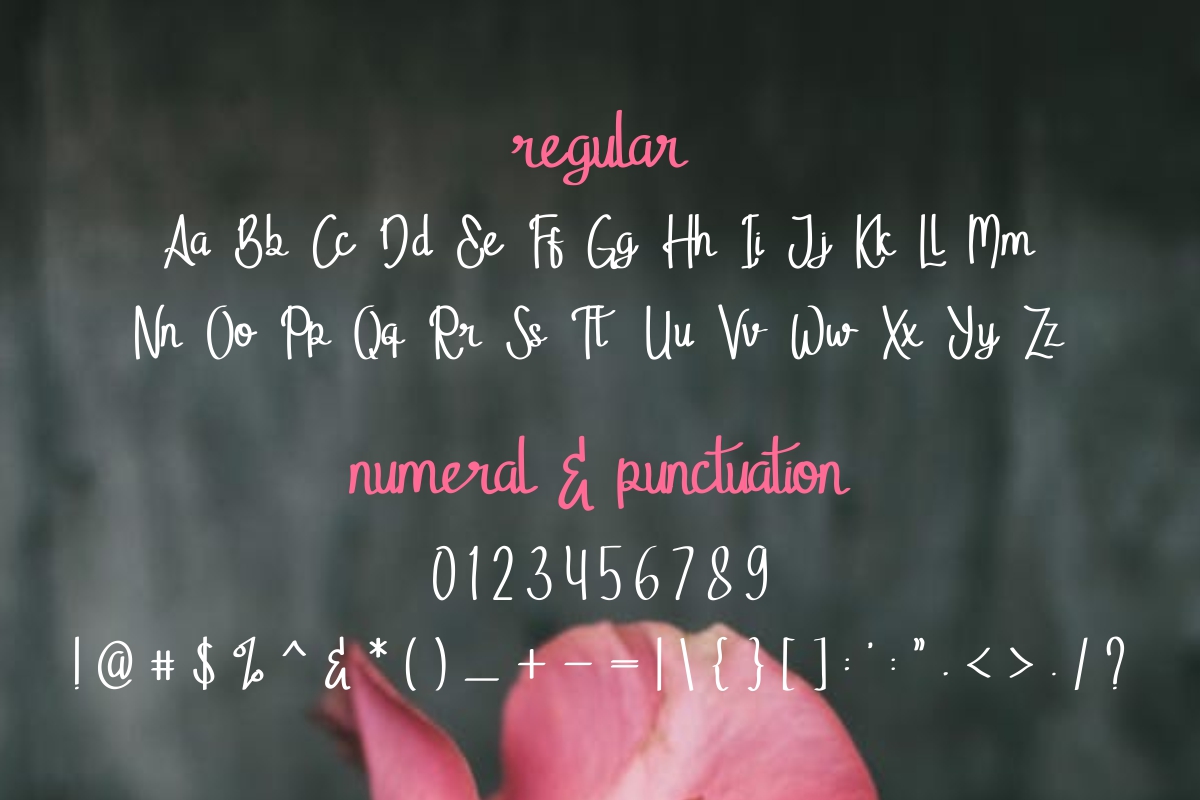 regular
Aa Bb Cc Dd Ee Ff Gg Hh Ii Jj Kk Ll Mm
Nn Oo Pp Qq Rr Ss Tt Uu Vv Ww Xx Yy Zz
numeral & punctuation
0123456789
! @ # $ % ^ & * ( ) _ + - = | \ { } [ ] : ' : " . < > . / ?